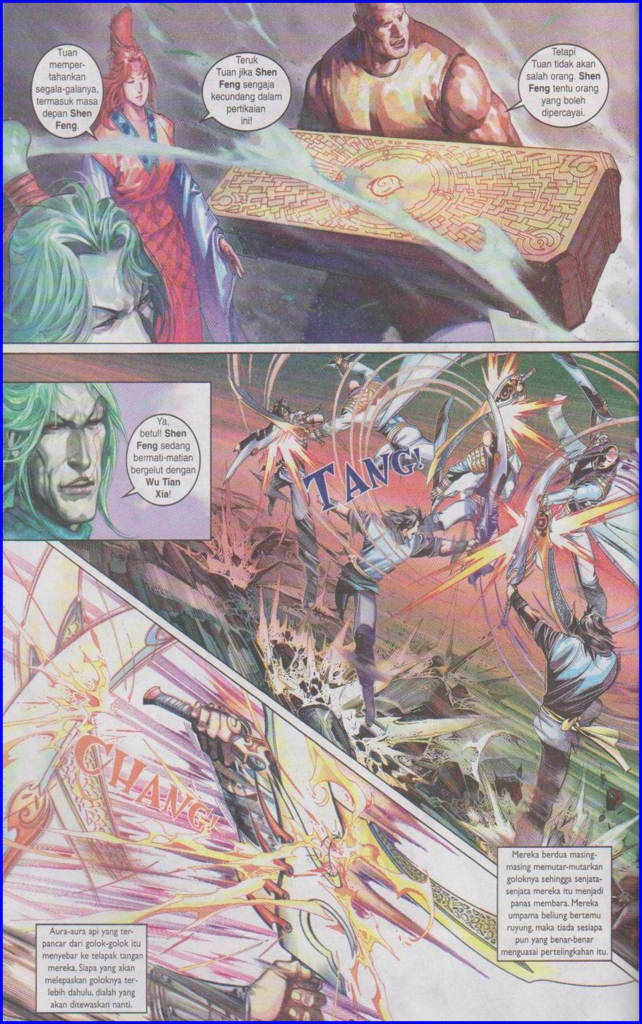 Tuan
memper-
tahankan
segala-galanya,
termasuk masa
depan Shen
Feng.
Teruk
Tuan jika Shen
Feng sengaja
kecundang dalam
pertikaian
ini!
Tetapi
Tuan tidak akan
salah orang. Shen
Feng tentu orang
yang boleh
dipercayai.
Ya,
betul! Shen
Feng sedang
bermati-matian
bergelut dengan
Wu Tian
Xia!
TANG!
CHANG!
Mereka berdua masing-
masing memutar-mutarkan
goloknya sehingga senjata-
senjata mereka itu menjadi
panas membara. Mereka
umpama beliung bertemu
ruyung, maka tiada sesiapa
pun yang benar-benar
menguasai pertelingkahan itu.
Aura-aura api yang ter-
pancar dari golok-golok itu
menyebar ke telapak tangan
mereka. Siapa yang akan
melepaskan goloknya ter-
lebih dahulu, dialah yang
akan ditewaskan nanti.